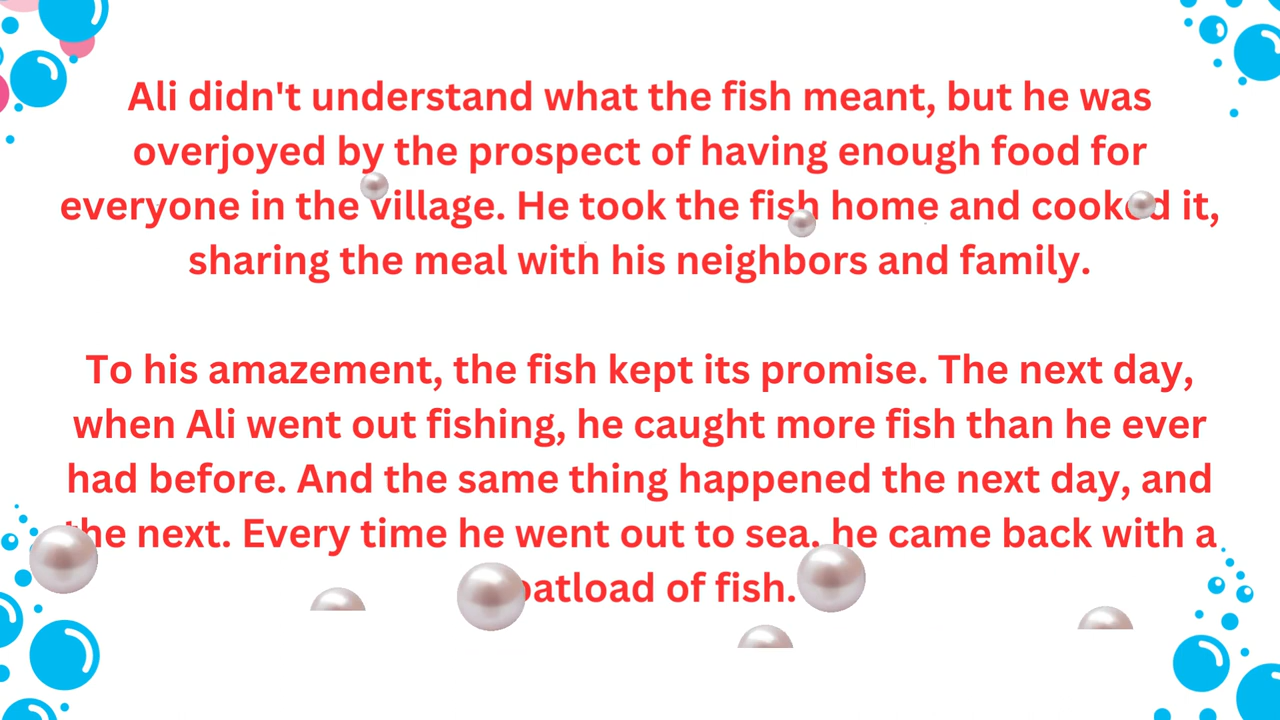 Ali didn't understand what the fish meant, but he was
overjoyed by the prospect of having enough food for
everyone in the village. He took the fish home and cooked it,
sharing the meal with his neighbors and family.
To his amazement, the fish kept its promise. The next day,
when Ali went out fishing, he caught more fish than he ever
had before. And the same thing happened the next day, and
the next. Every time he went out to sea, he came back with a
boatload of fish.